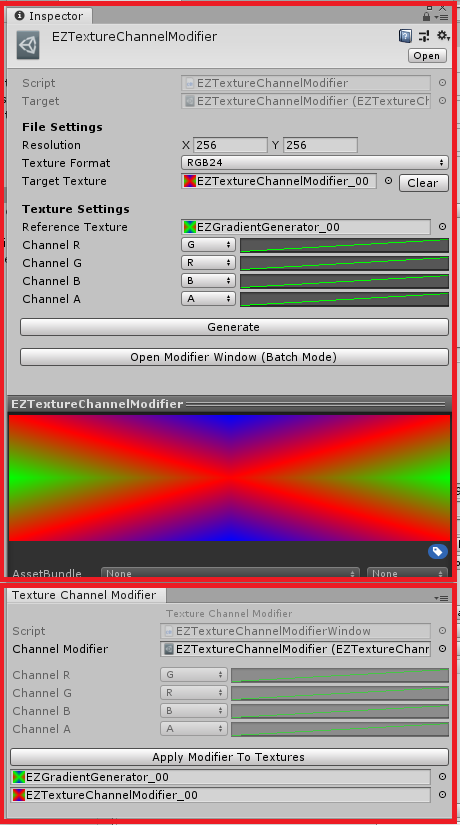 Inspector
EZTextureChannelModifier
Open
Script EZTextureChannelModifier
Target EZTextureChannelModifier (EZTextureCh
File Settings
Resolution X 256 Y 256
Texture Format RGB24
Target Texture EZTextureChannelModifier_00 Clear
Texture Settings
Reference Texture EZGradientGenerator_00
Channel R G
Channel G R
Channel B B
Channel A A
Generate
Open Modifier Window (Batch Mode)
EZTextureChannelModifier
AssetBundle None None
Texture Channel Modifier
Texture Channel Modifier
Script EZTextureChannelModifierWindow
Channel Modifier EZTextureChannelModifier (EZTextureChann
Channel R G
Channel G R
Channel B B
Channel A A
Apply Modifier To Textures
EZGradientGenerator_00
EZTextureChannelModifier_00